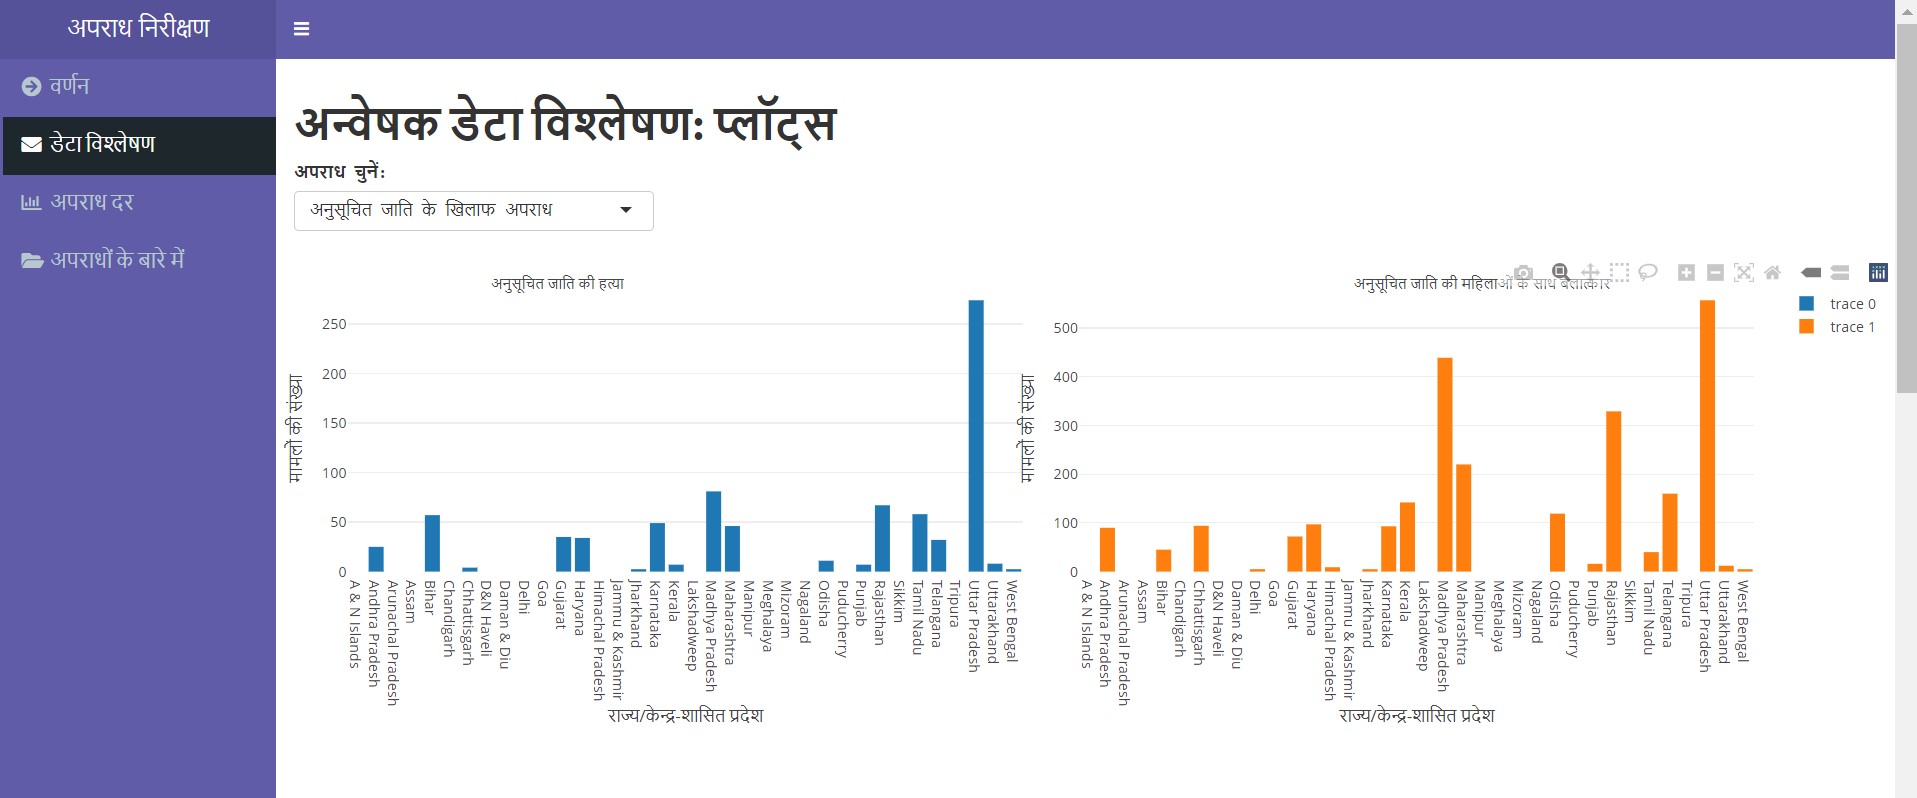 अपराध निरीक्षण
वर्णन
डेटा विश्लेषण
अपराध दर
अपराधों के बारे में
अन्वेषक डेटा विश्लेषण: प्लॉट्स
अपराध चुनें:
अनुसूचित जाति के खिलाफ अपराध
अनुसूचित जाति की हत्या
मामलों की संख्या
250
200
150
100
50
0
A & N Islands
Andhra Pradesh
Arunachal Pradesh
Assam
Bihar
Chandigarh
Chhattisgarh
D&N Haveli
Daman & Diu
Delhi
Goa
Gujarat
Haryana
Himachal Pradesh
Jammu & Kashmir
Jharkhand
Karnataka
Kerala
Lakshadweep
Madhya Pradesh
Maharashtra
Manipur
Meghalaya
Mizoram
Nagaland
Odisha
Puducherry
Punjab
Rajasthan
Sikkim
Tamil Nadu
Telangana
Tripura
Uttar Pradesh
Uttarakhand
West Bengal
राज्य/केन्द्र-शासित प्रदेश
अनुसूचित जाति की महिलाओं के साथ बलात्कार
मामलों की संख्या
500
400
300
200
100
0
A & N Islands
Andhra Pradesh
Arunachal Pradesh
Assam
Bihar
Chandigarh
Chhattisgarh
D&N Haveli
Daman & Diu
Delhi
Goa
Gujarat
Haryana
Himachal Pradesh
Jammu & Kashmir
Jharkhand
Karnataka
Kerala
Lakshadweep
Madhya Pradesh
Maharashtra
Manipur
Meghalaya
Mizoram
Nagaland
Odisha
Puducherry
Punjab
Rajasthan
Sikkim
Tamil Nadu
Telangana
Tripura
Uttar Pradesh
Uttarakhand
West Bengal
राज्य/केन्द्र-शासित प्रदेश
trace 0
trace 1